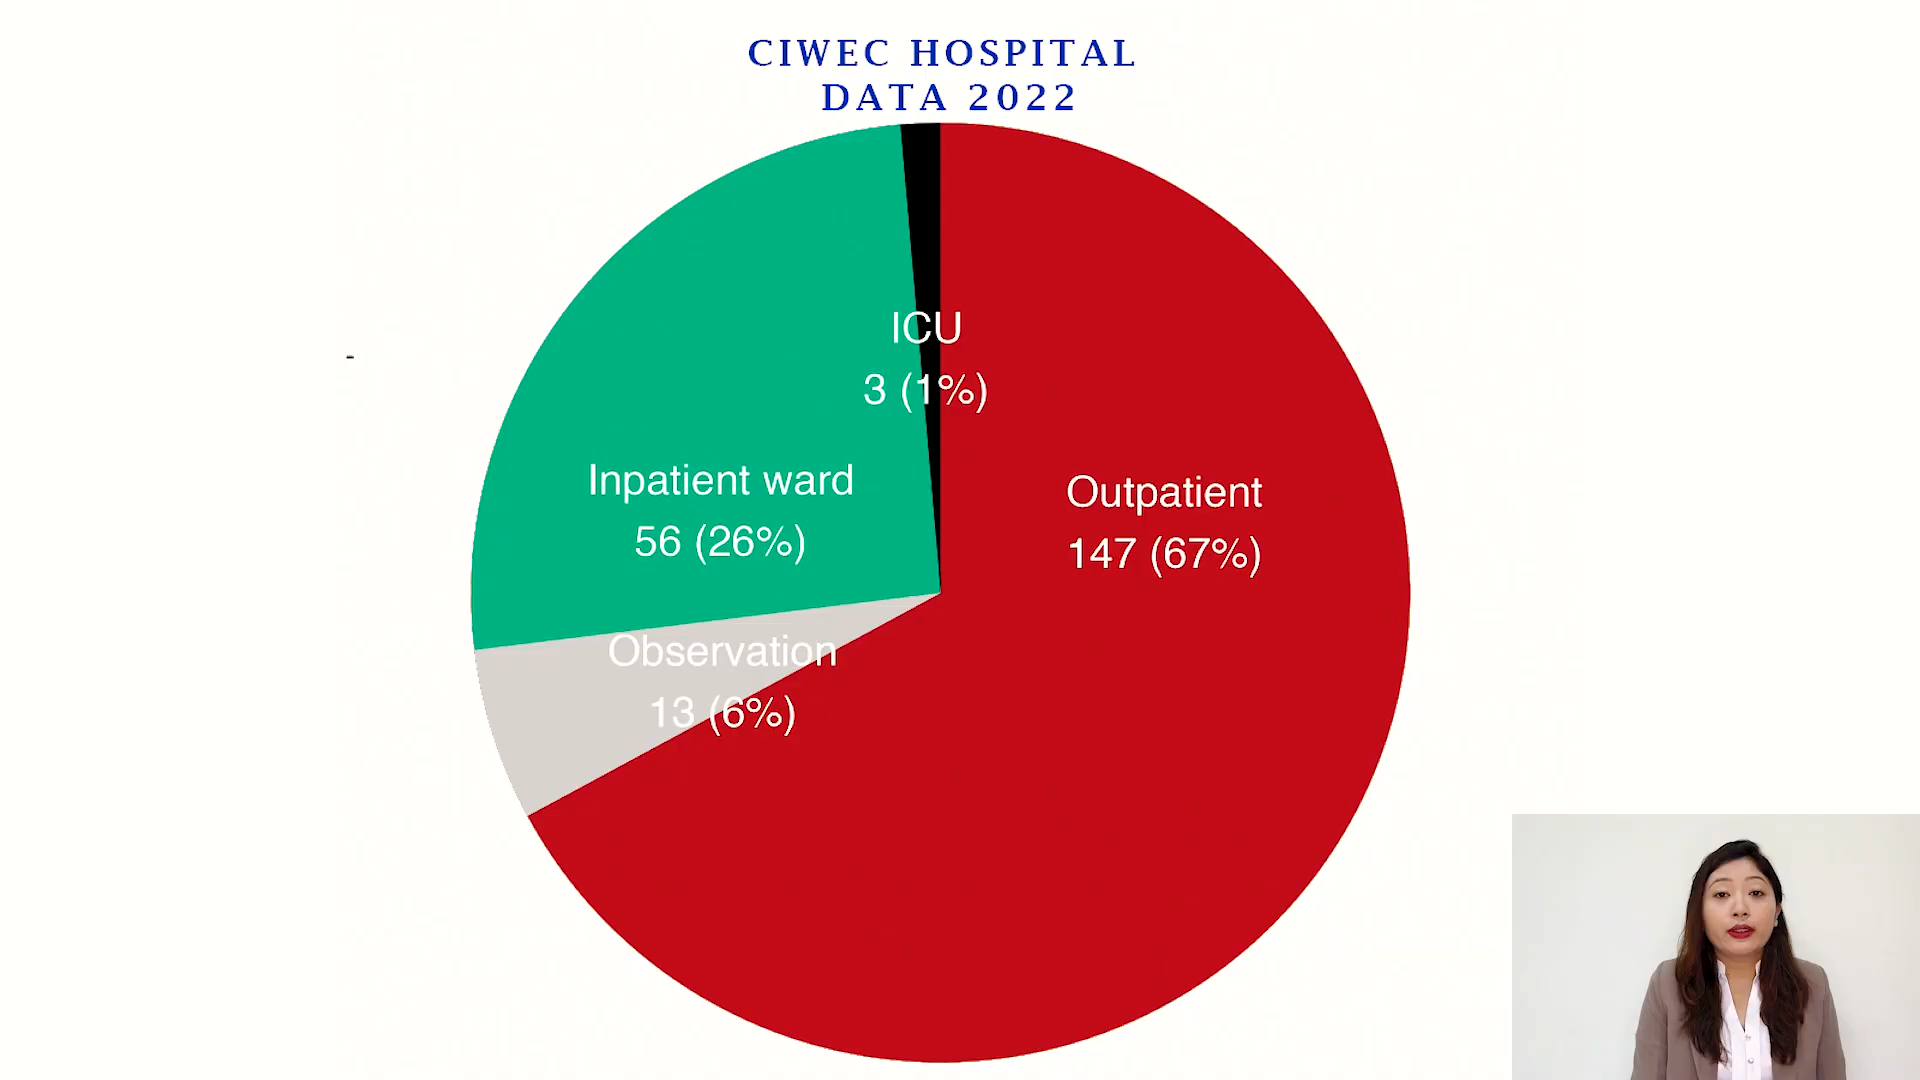 CIWEC HOSPITAL
DATA 2022
ICU
3 (1%)
Inpatient ward
56 (26%)
Outpatient
147 (67%)
Observation
13 (6%)
-